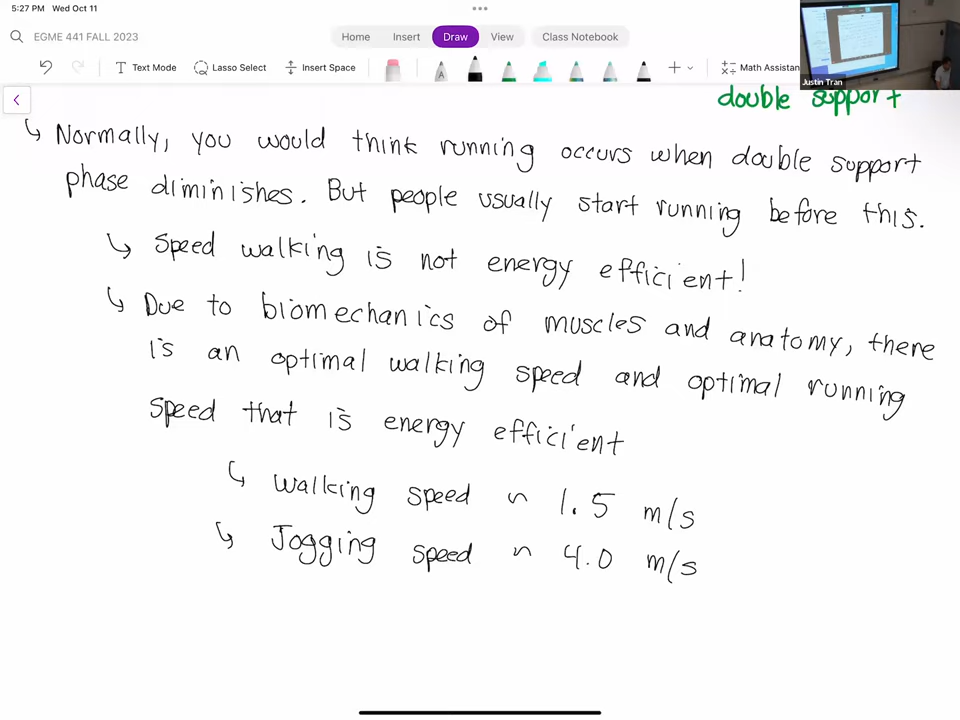 5:27 PM Wed Oct 11
EGME 441 FALL 2023
Home Insert Draw View Class Notebook
Text Mode Lasso Select Insert Space Math Assistan
Justin Tran
double support
Normally, you would think running occurs when double support
phase diminishes. But people usually start running before this.
Speed walking is not energy efficient!
Due to biomechanics of muscles and anatomy, there
is an optimal walking speed and optimal running
speed that is energy efficient
Walking speed ~ 1.5 m/s
Jogging speed ~ 4.0 m/s